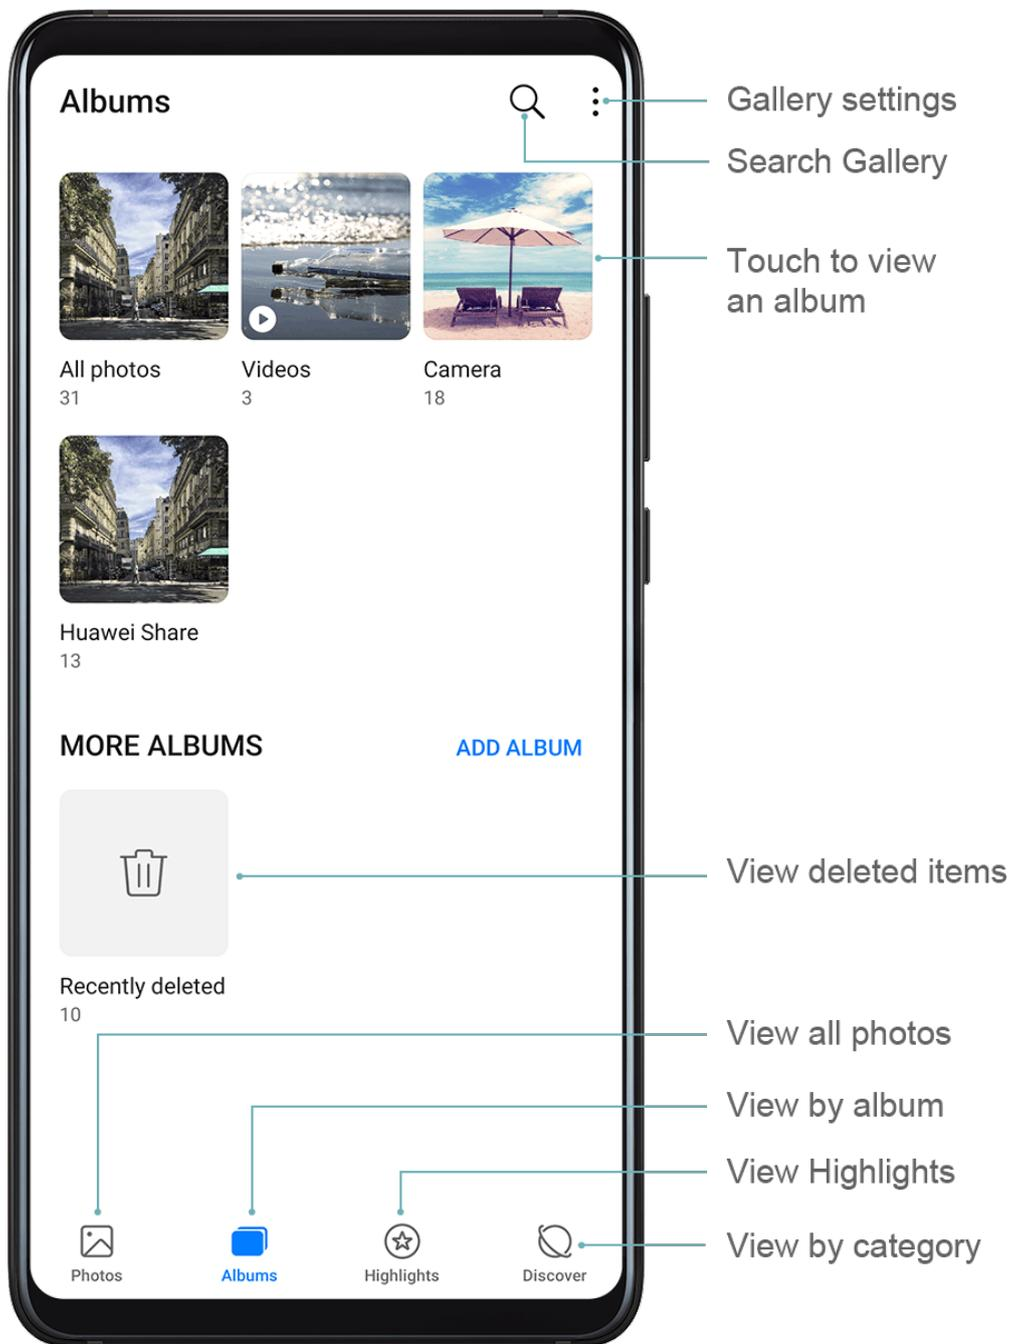 Albums
Gallery settings
Search Gallery
Touch to view
an album
All photos
31
Videos
3
Camera
18
Huawei Share
13
MORE ALBUMS
ADD ALBUM
View deleted items
Recently deleted
10
View all photos
View by album
View Highlights
View by category
Photos
Albums
Highlights
Discover